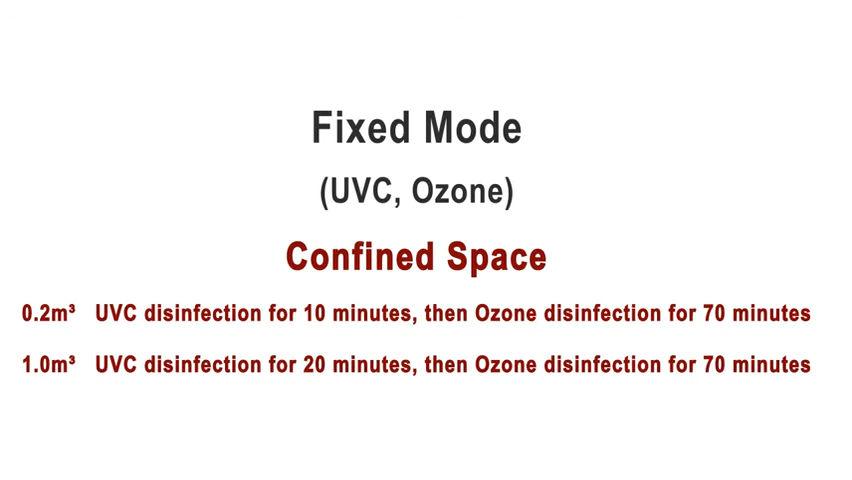 Fixed Mode
(UVC, Ozone)
Confined Space
0.2m³ UVC disinfection for 10 minutes, then Ozone disinfection for 70 minutes
1.0m³ UVC disinfection for 20 minutes, then Ozone disinfection for 70 minutes